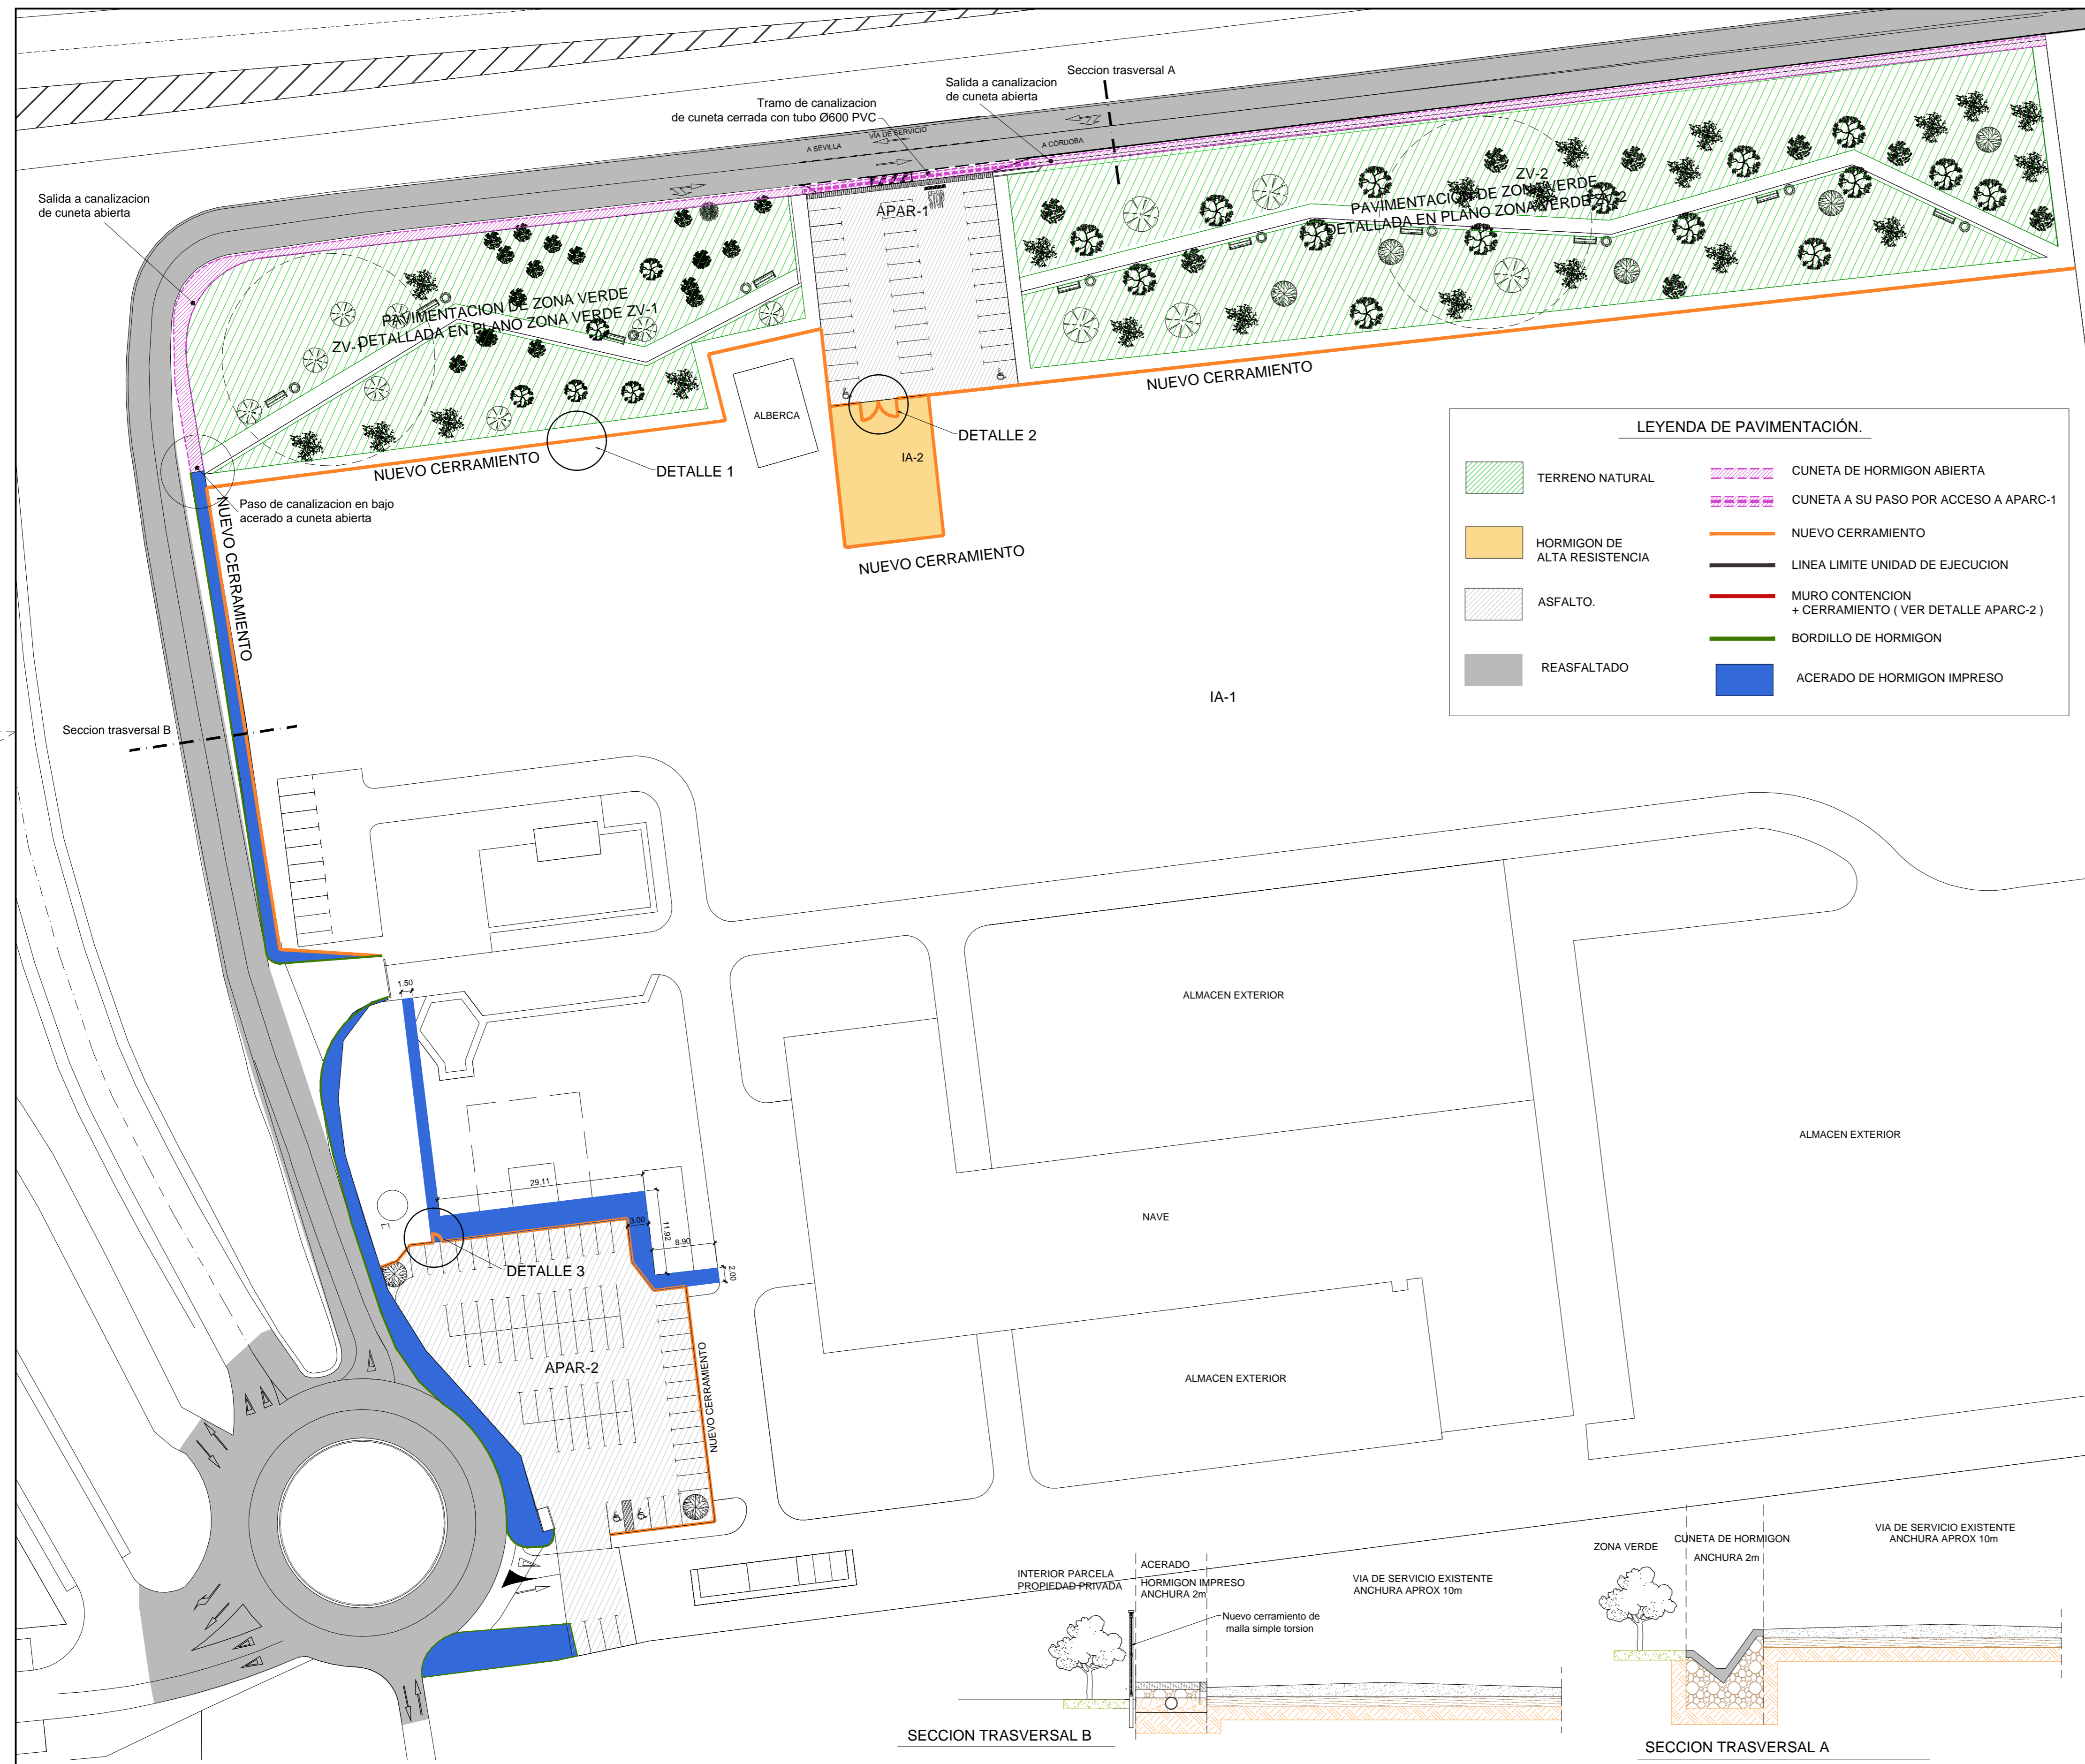 Seccion trasversal A
Salida a canalizacion
de cuneta abierta
Tramo de canalizacion
de cuneta cerrada con tubo Ø600 PVC
VÍA DE SERVICIO
A SEVILLA
A CÓRDOBA
Salida a canalizacion
de cuneta abierta
APAR-1
ZV-2
PAVIMENTACION DE ZONA VERDE
DETALLADA EN PLANO ZONA VERDE ZV-2
PAVIMENTACION DE ZONA VERDE
DETALLADA EN PLANO ZONA VERDE ZV-1
ZV-1
NUEVO CERRAMIENTO
ALBERCA
DETALLE 2
IA-2
NUEVO CERRAMIENTO
DETALLE 1
Paso de canalizacion en bajo
acerado a cuneta abierta
NUEVO CERRAMIENTO
NUEVO CERRAMIENTO
LEYENDA DE PAVIMENTACIÓN.
TERRENO NATURAL
HORMIGON DE
ALTA RESISTENCIA
ASFALTO.
REASFALTADO
CUNETA DE HORMIGON ABIERTA
CUNETA A SU PASO POR ACCESO A APARC-1
NUEVO CERRAMIENTO
LINEA LIMITE UNIDAD DE EJECUCION
MURO CONTENCION
+ CERRAMIENTO ( VER DETALLE APARC-2 )
BORDILLO DE HORMIGON
ACERADO DE HORMIGON IMPRESO
IA-1
Seccion trasversal B
1.50
ALMACEN EXTERIOR
ALMACEN EXTERIOR
29.11
3.00
11.92
8.90
2.00
NAVE
DETALLE 3
APAR-2
NUEVO CERRAMIENTO
ALMACEN EXTERIOR
INTERIOR PARCELA
PROPIEDAD PRIVADA
ACERADO
HORMIGON IMPRESO
ANCHURA 2m
VIA DE SERVICIO EXISTENTE
ANCHURA APROX 10m
Nuevo cerramiento de
malla simple torsion
SECCION TRASVERSAL B
ZONA VERDE
CUNETA DE HORMIGON
ANCHURA 2m
VIA DE SERVICIO EXISTENTE
ANCHURA APROX 10m
SECCION TRASVERSAL A